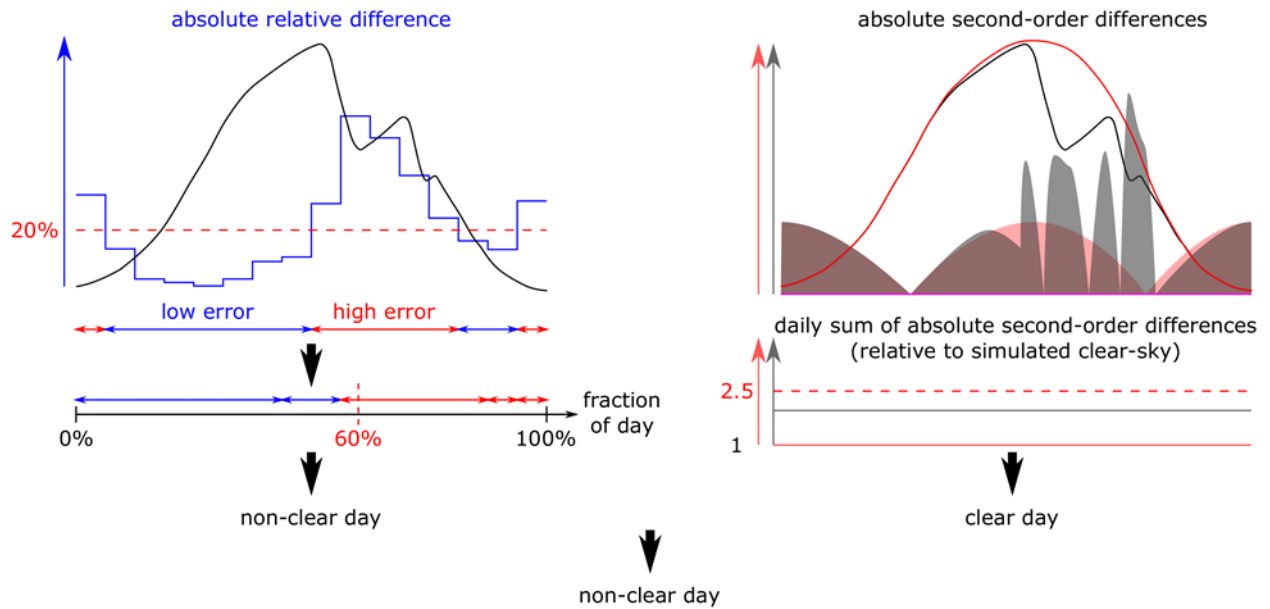 absolute relative difference
20%
low error
high error
fraction
of day
0%
60%
100%
non-clear day
absolute second-order differences
daily sum of absolute second-order differences
(relative to simulated clear-sky)
2.5
1
clear day
non-clear day